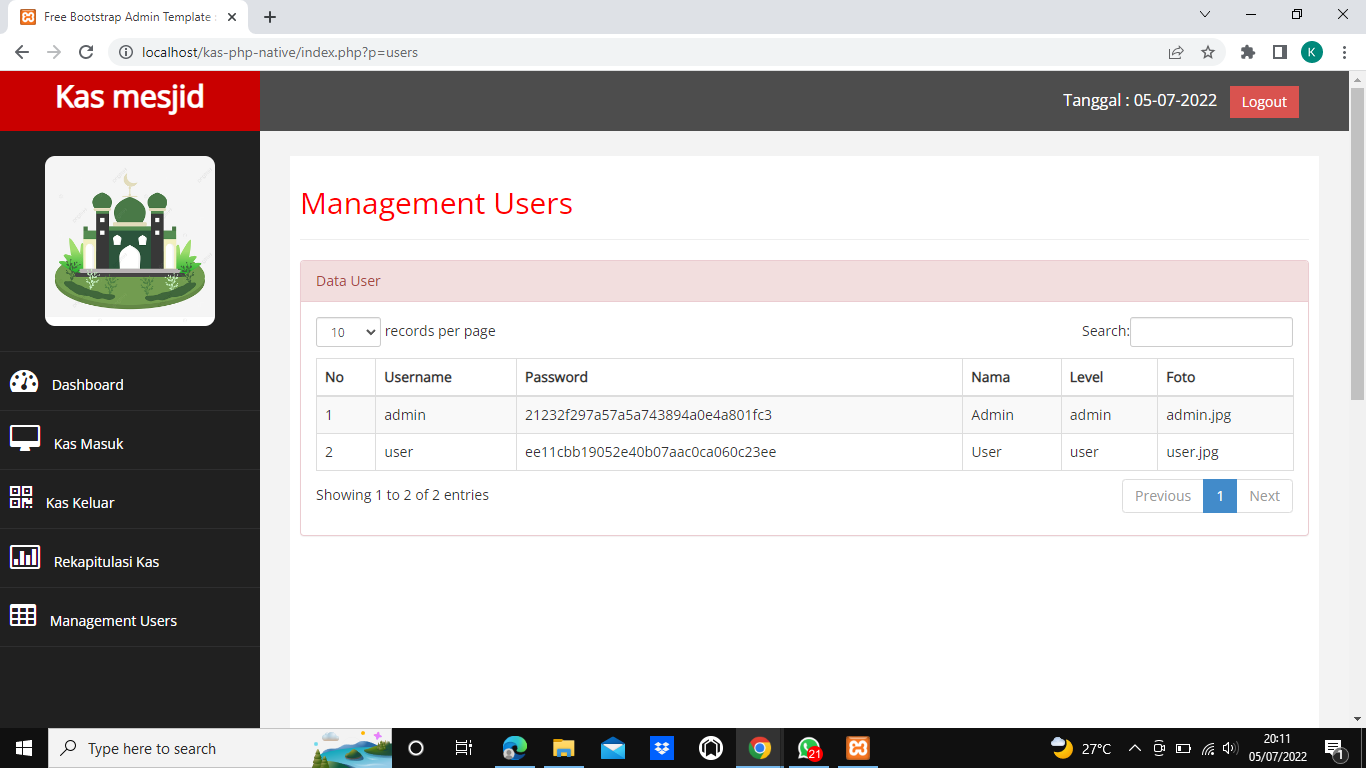 Free Bootstrap Admin Template :
localhost/kas-php-native/index.php?p=users
K
Kas mesjid
Tanggal : 05-07-2022 Logout
Management Users
Data User
10 records per page Search:
No Username Password Nama Level Foto
1 admin 21232f297a57a5a743894a0e4a801fc3 Admin admin admin.jpg
2 user ee11cbb19052e40b07aac0ca060c23ee User user user.jpg
Showing 1 to 2 of 2 entries Previous 1 Next
Dashboard
Kas Masuk
Kas Keluar
Rekapitulasi Kas
Management Users
Type here to search
21
27°C
20:11
05/07/2022
1